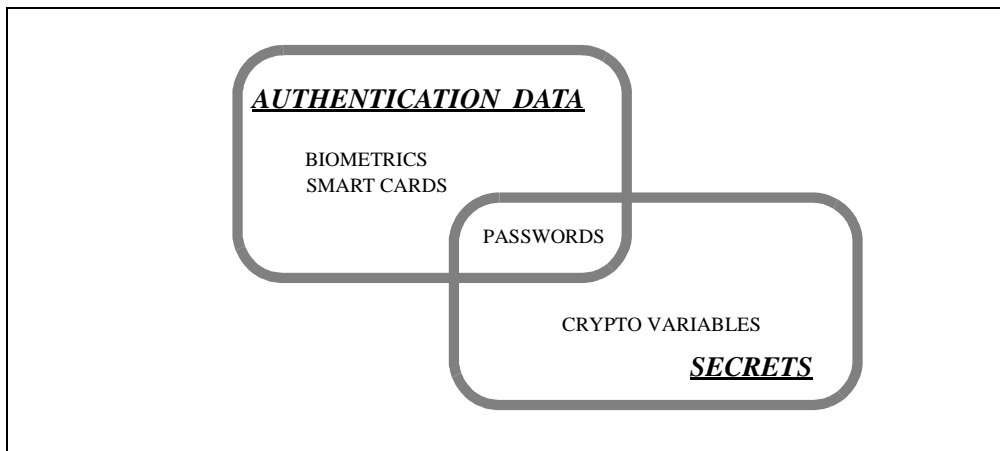 AUTHENTICATION DATA
BIOMETRICS
SMART CARDS
PASSWORDS
CRYPTO VARIABLES
SECRETS